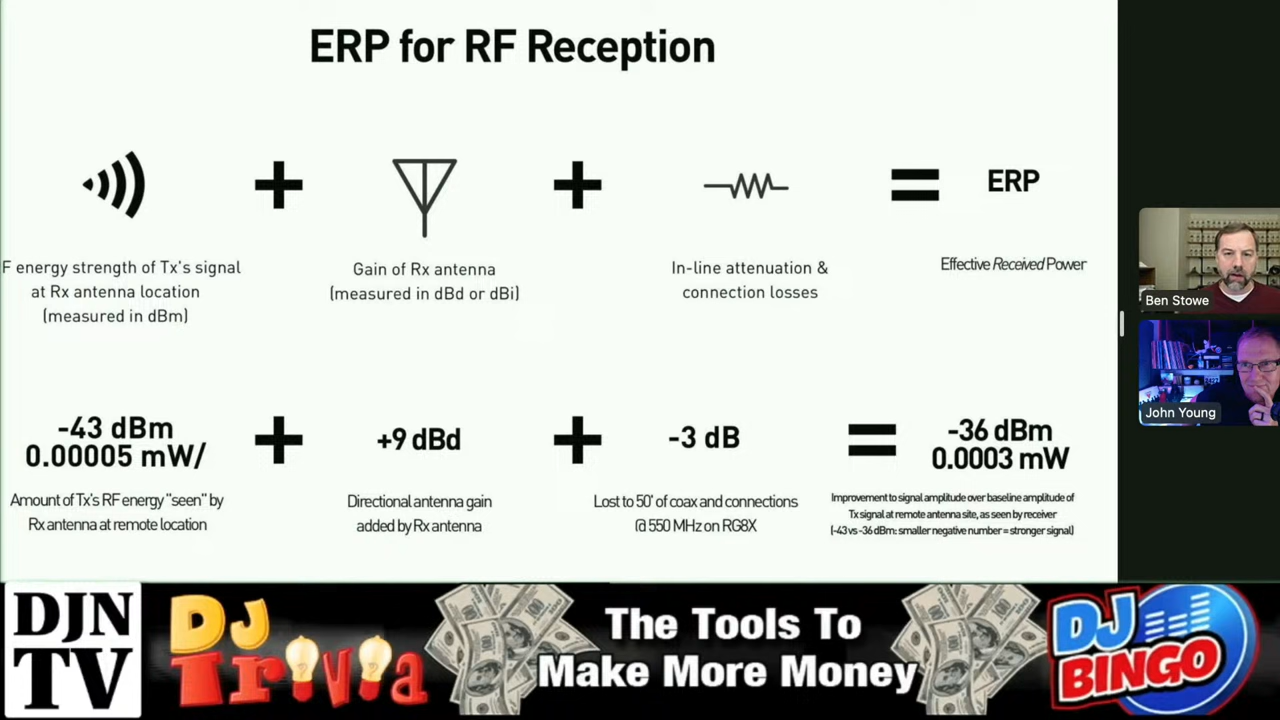 ERP for RF Reception
ERP
F energy strength of Tx's signal
at Rx antenna location
(measured in dBm)
Gain of Rx antenna
(measured in dBd or dBi)
In-line attenuation &
connection losses
Effective Received Power
-43 dBm
0.00005 mW/
+9 dBd
-3 dB
-36 dBm
0.0003 mW
Amount of Tx's RF energy "seen" by
Rx antenna at remote location
Directional antenna gain
added by Rx antenna
Lost to 50' of coax and connections
@ 550 MHz on RG8X
Improvement to signal amplitude over baseline amplitude of
Tx signal at remote antenna site, as seen by receiver
(-43 vs -36 dBm: smaller negative number = stronger signal)
Ben Stowe
John Young
DJN
TV
DJ
Trivia
The Tools To
Make More Money
DJ
BINGO